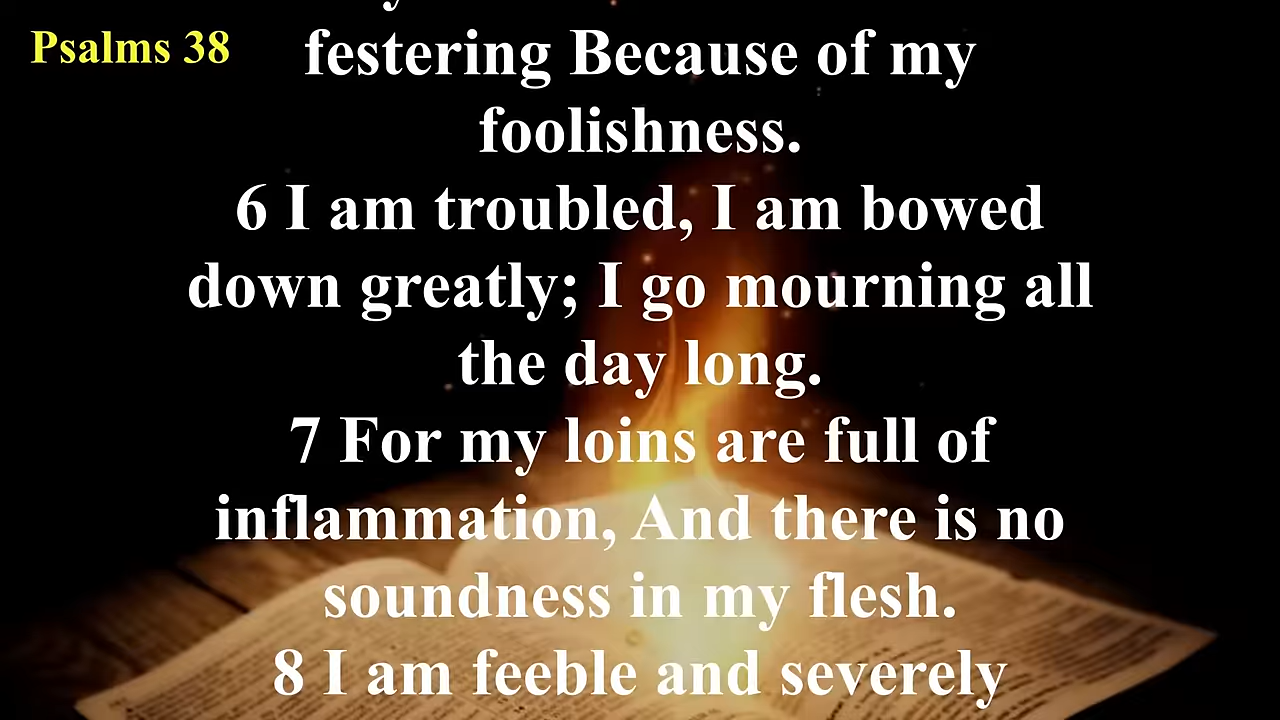 Psalms 38
festering Because of my
foolishness.
6 I am troubled, I am bowed
down greatly; I go mourning all
the day long.
7 For my loins are full of
inflammation, And there is no
soundness in my flesh.
8 I am feeble and severely